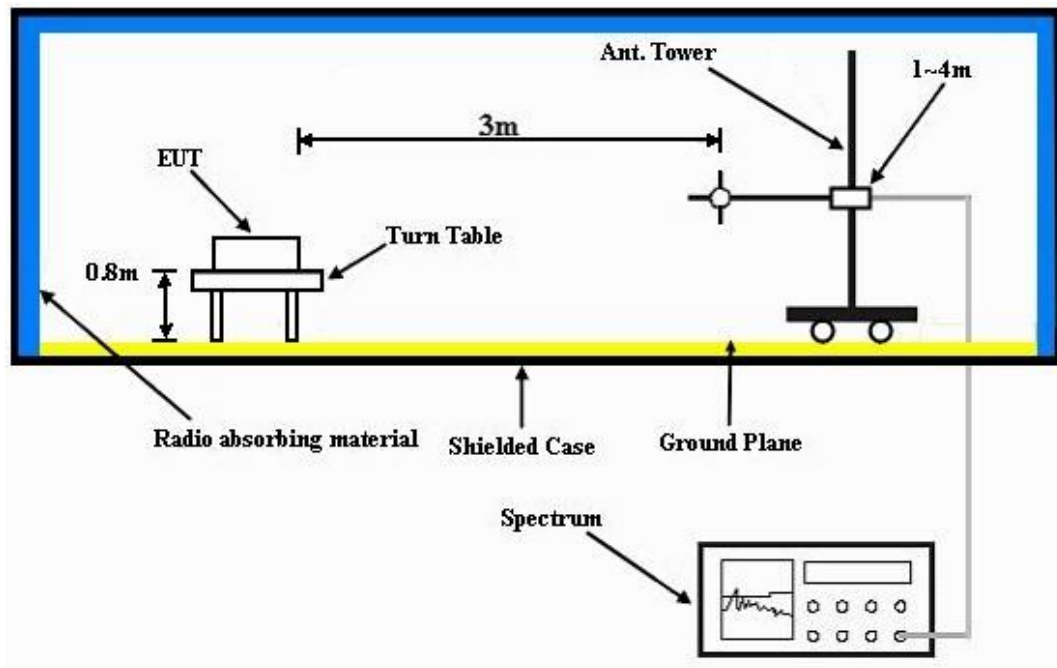 Ant. Tower
1~4m
3m
EUT
Turn Table
0.8m
Radio absorbing material
Shielded Case
Ground Plane
Spectrum